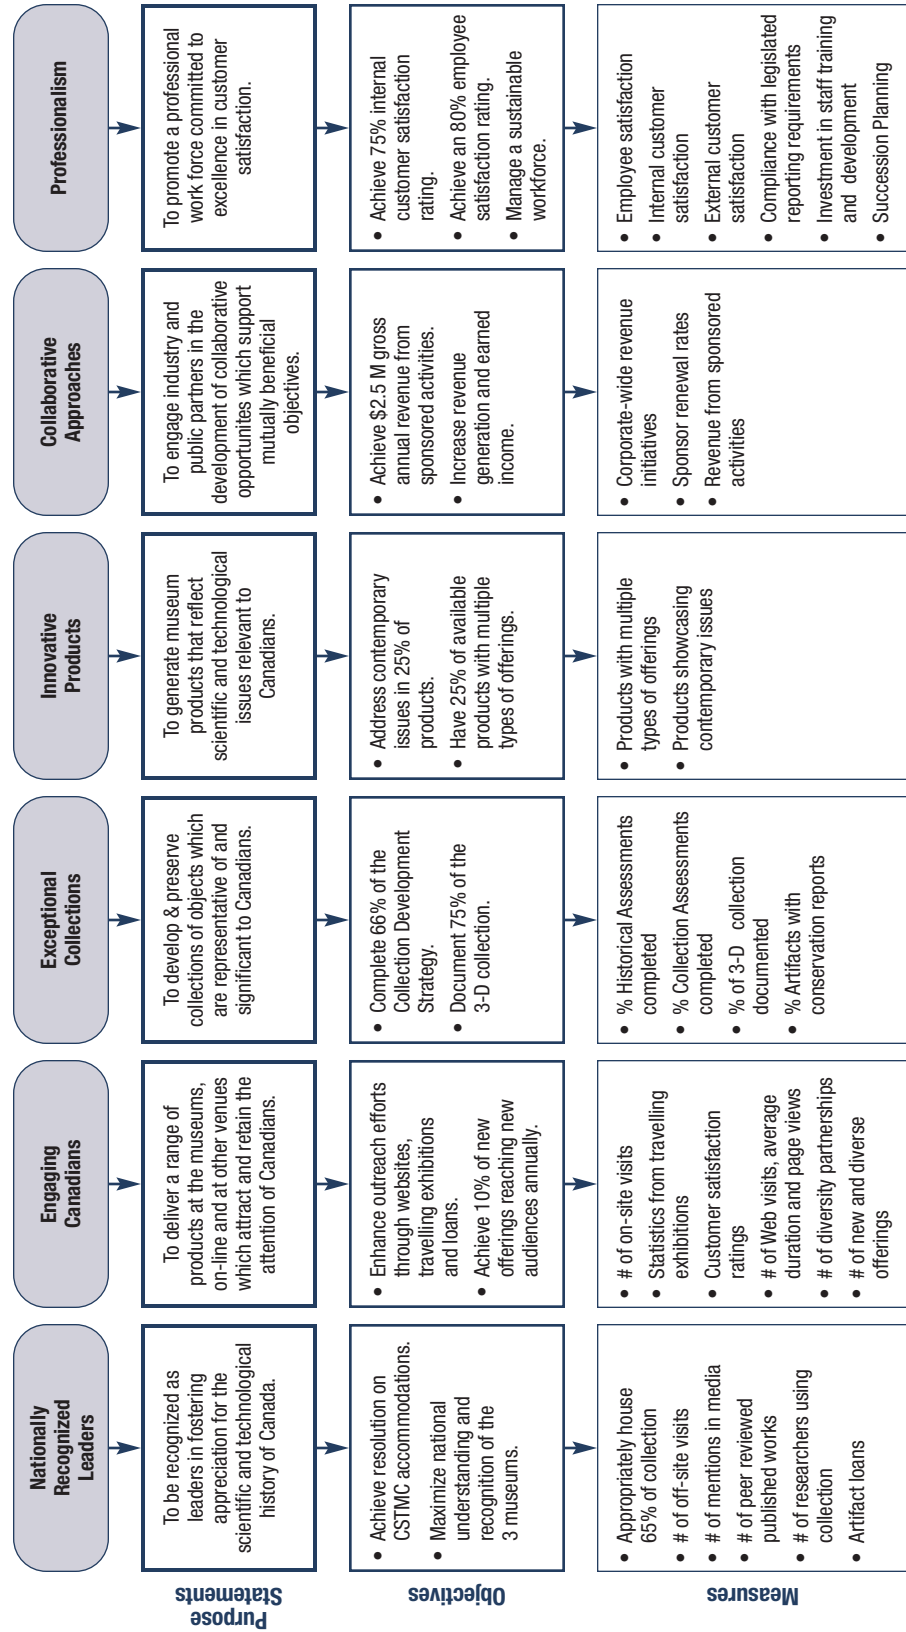 Nationally
Recognized
Leaders
Engaging
Canadians
Exceptional
Collections
Innovative
Products
Collaborative
Approaches
Professionalism
Purpose
Statements
To be recognized as
leaders in fostering
appreciation for the
scientific and technological
history of Canada.
To deliver a range of
products at the museums,
on-line and at other venues
which attract and retain the
attention of Canadians.
To develop & preserve
collections of objects which
are representative of and
significant to Canadians.
To generate museum
products that reflect
scientific and technological
issues relevant to
Canadians.
To engage industry and
public partners in the
development of collaborative
opportunites which support
mutually beneficial
objectives.
To promote a professional
work force committed to
excellence in customer
satisfaction.
Objectives
• Achieve resolution on
CSTMC accommodations.
• Maximize national
understanding and
recognition of the
3 museums.
• Enhance outreach efforts
through websites,
travelling exhibitions
and loans.
• Achieve 10% of new
offerings reaching new
audiences annually.
• Complete 66% of the
Collection Development
Strategy.
• Document 75% of the
3-D collection.
• Address contemporary
issues in 25% of
products.
• Have 25% of available
products with multiple
types of offerings.
• Achieve $2.5 M gross
annual revenue from
sponsored activities.
• Increase revenue
generation and earned
income.
• Achieve 75% internal
customer satisfaction
rating.
• Achieve an 80% employee
satisfaction rating.
• Manage a sustainable
workforce.
Measures
• Appropriately house
65% of collection
• # of off-site visits
• # of mentions in media
• # of peer reviewed
published works
• # of researchers using
collection
• Artifact loans
• # of on-site visits
• Statistics from travelling
exhibitions
• Customer satisfaction
ratings
• # of Web visits, average
duration and page views
• # of diversity partnerships
• # of new and diverse
offerings
• % Historical Assessments
completed
• % Collection Assessments
completed
• % of 3-D collection
documented
• % Artifacts with
conservation reports
• Products with multiple
types of offerings
• Products showcasing
contemporary issues
• Corporate-wide revenue
initiatives
• Sponsor renewal rates
• Revenue from sponsored
activities
• Employee satisfaction
• Internal customer
satisfaction
• External customer
satisfaction
• Compliance with legislated
reporting requirements
• Investment in staff training
and development
• Succession Planning